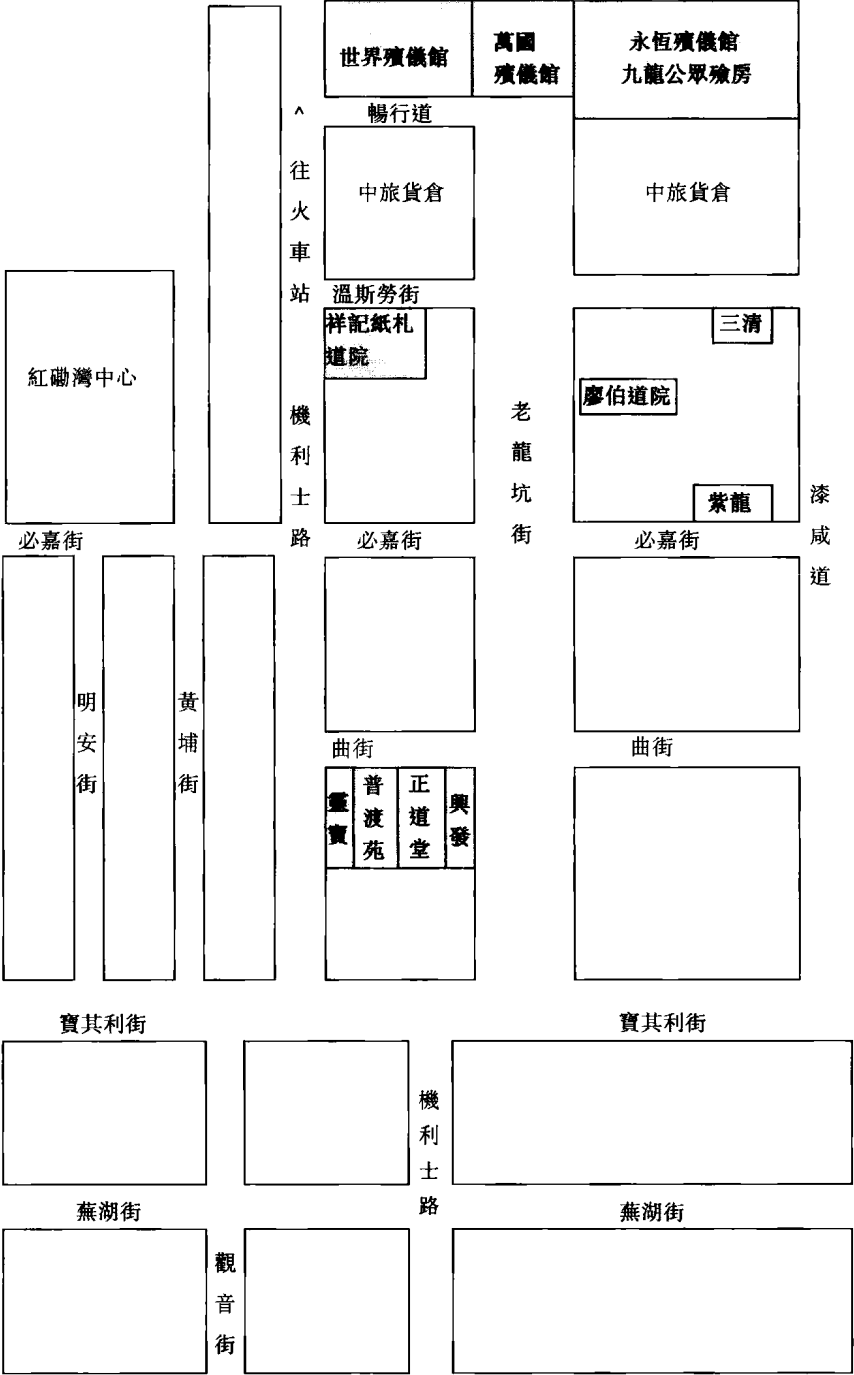 世界殯儀館
萬國
殯儀館
永恆殯儀館
九龍公眾殮房
暢行道
^
往火車站
中旅貨倉
中旅貨倉
溫斯勞街
祥記紙札
道院
三清
紅磡灣中心
廖伯道院
機利士路
老龍坑街
紫龍
漆咸道
必嘉街
必嘉街
必嘉街
明安街
黃埔街
曲街
曲街
靈寶
普渡苑
正道堂
興發
寶其利街
寶其利街
機利士路
蕪湖街
蕪湖街
觀音街